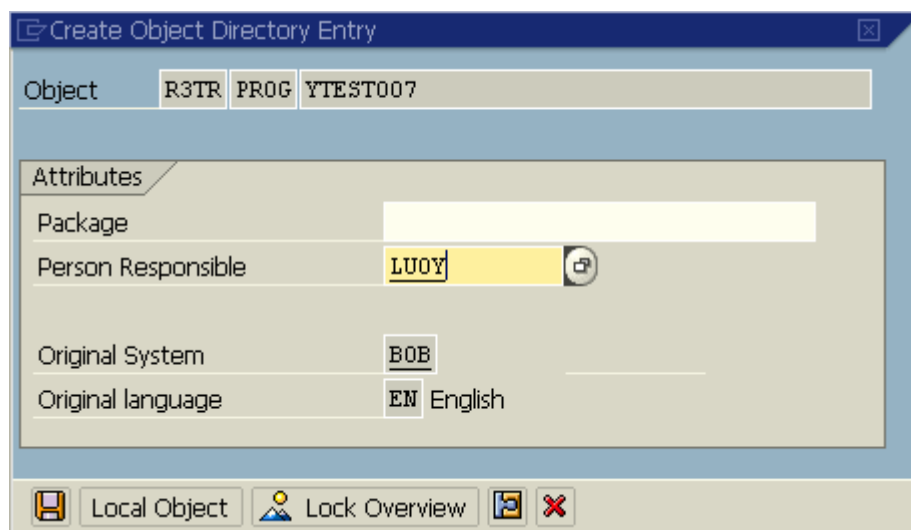 Create Object Directory Entry
Object R3TR PROG YTEST007
Attributes
Package
Person Responsible LUOY
Original System BOB
Original language EN English
Local Object Lock Overview